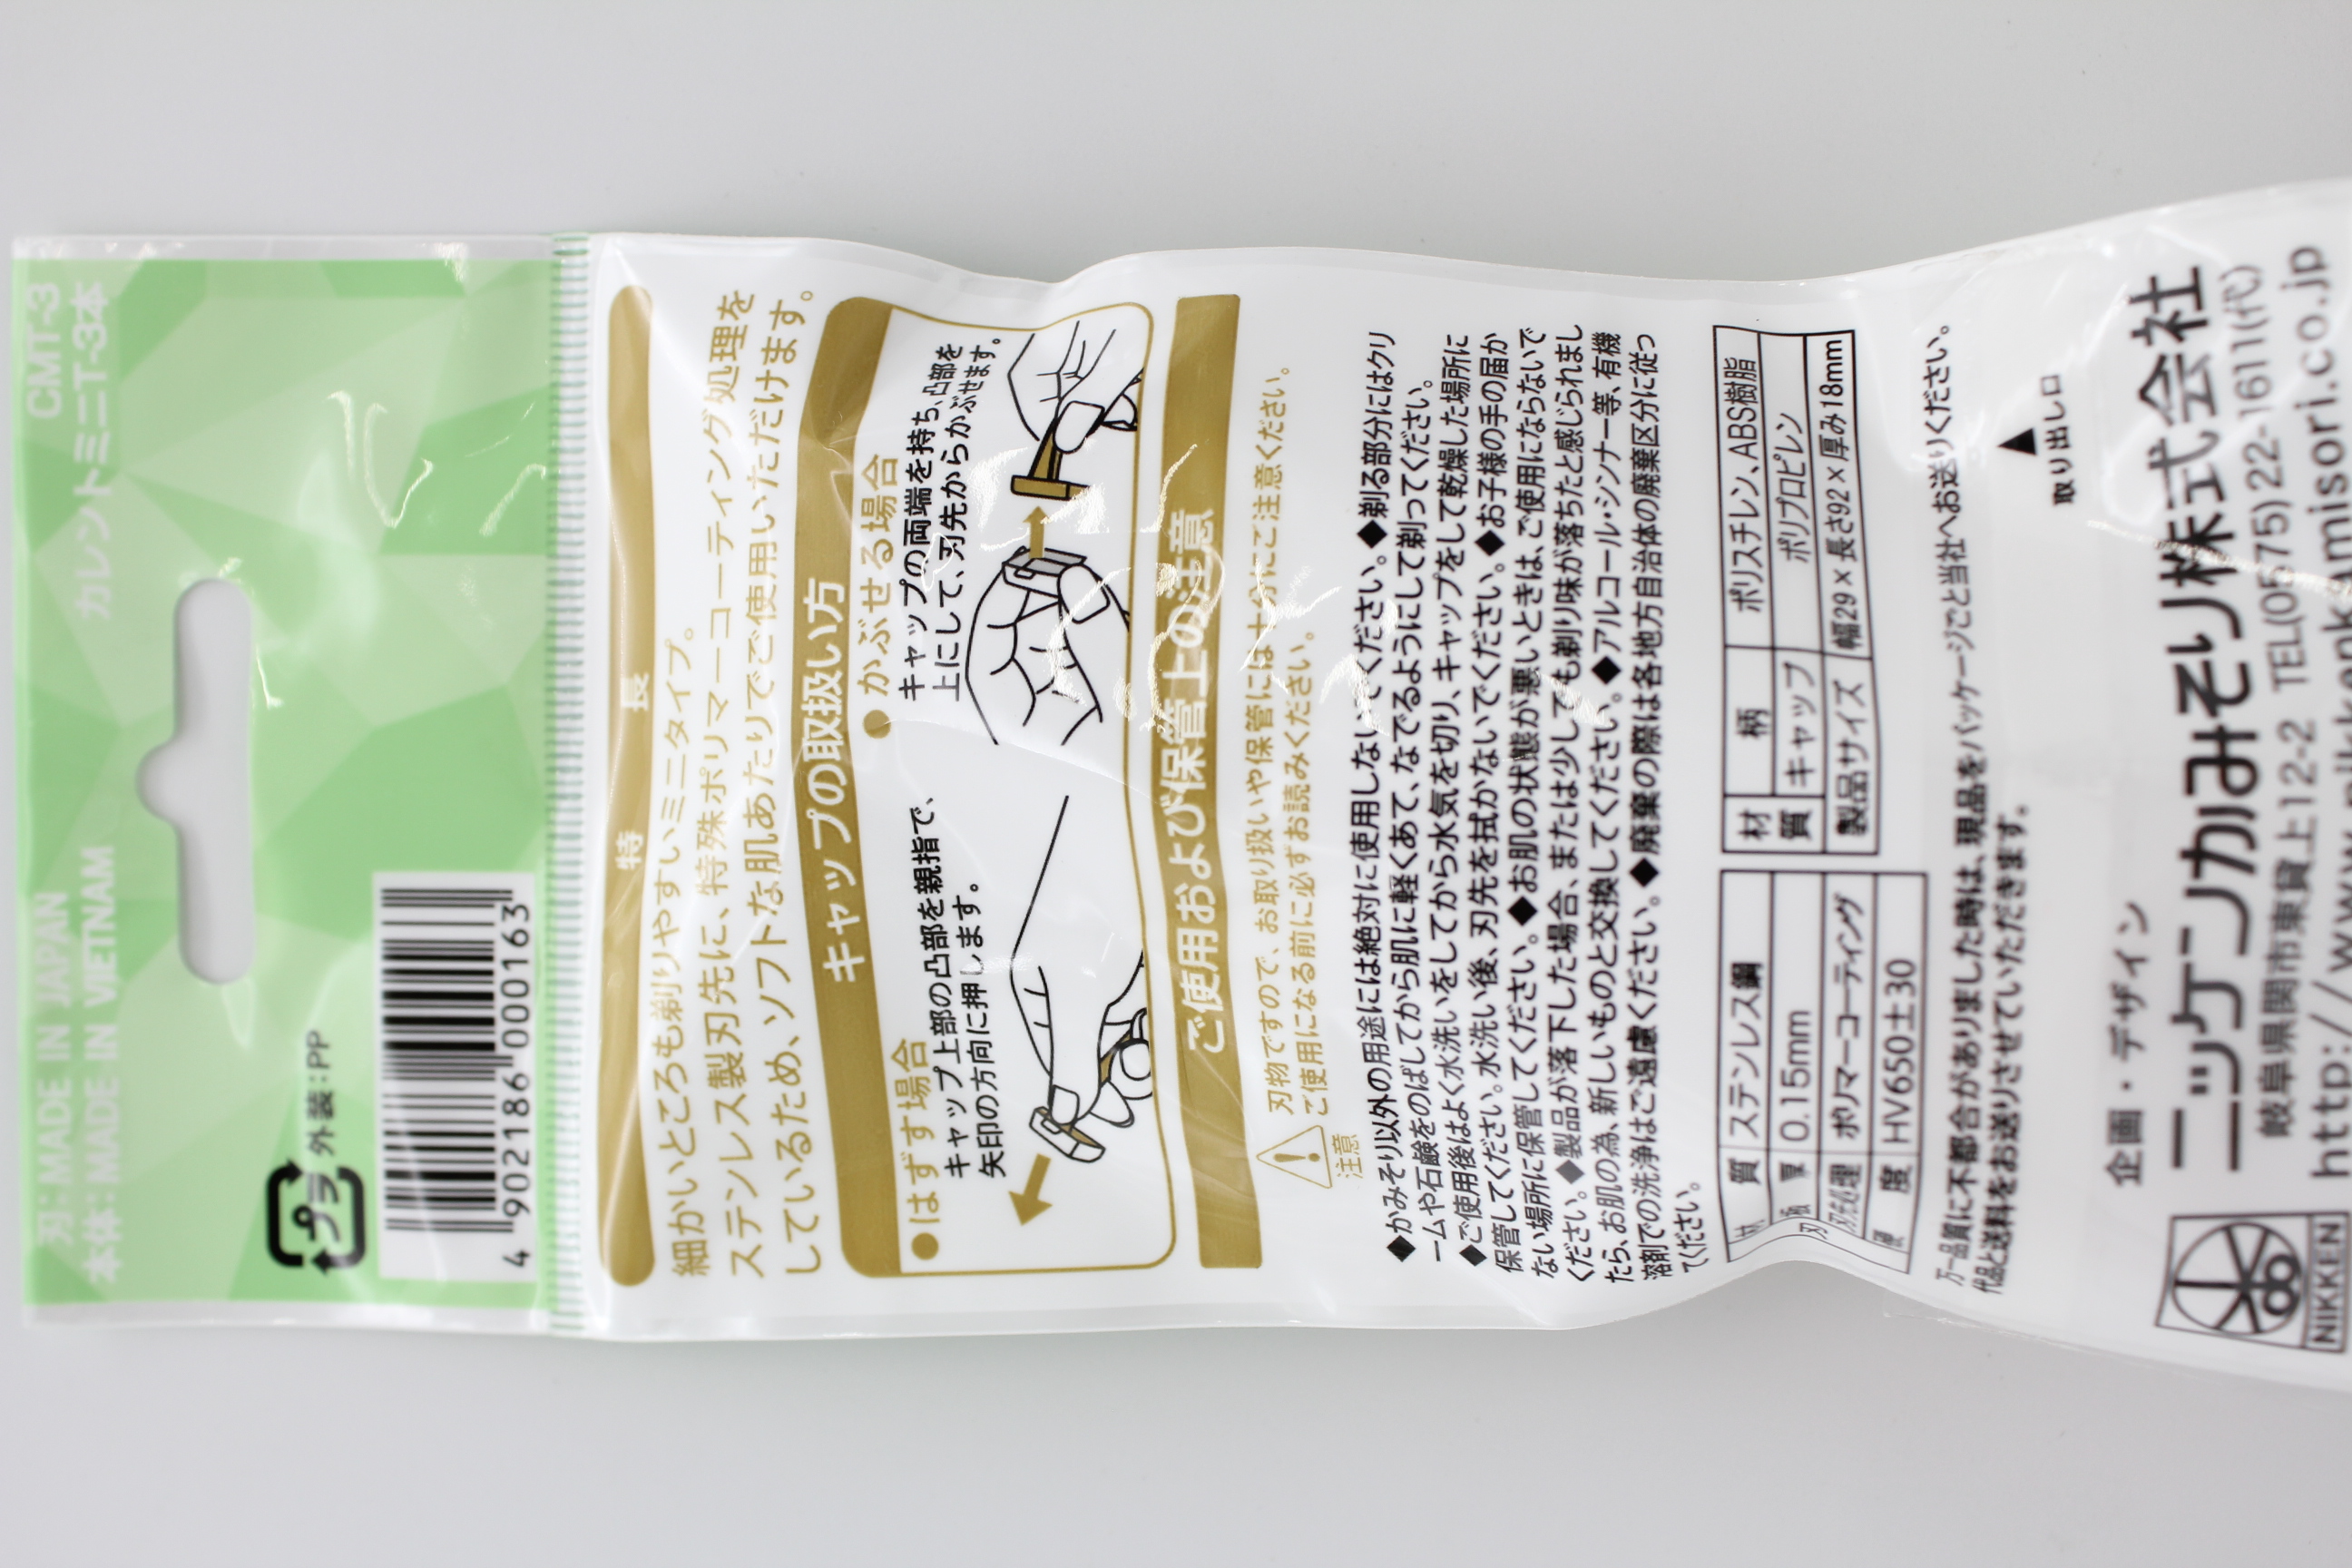 刃：MADE IN JAPAN
本体：MADE IN VIETNAM
CMT-3
カレントミニT-3本
プラ
外装：PP
4 902186 000163
特長
細かいところも剃りやすいミニタイプ。
ステンレス製刃先に、特殊ポリマーコーティング処理を
しているため、ソフトな肌あたりでご使用いただけます。
キャップの取扱い方
●はずす場合
キャップ上部の凸部を親指で、
矢印の方向に押します。
●かぶせる場合
キャップの両端を持ち、凸部を
上にして、刃先からかぶせます。
ご使用および保管上の注意
注意
刃物ですので、お取り扱いや保管には十分にご注意ください。
ご使用になる前に必ずお読みください。
◆かみそり以外の用途には絶対に使用しないでください。◆剃る部分にはクリ
ームや石鹸をのばしてから肌に軽くあて、なでるようにして剃ってください。
◆ご使用後はよく水洗いをしてから水気を切り、キャップをして乾燥した場所に
保管してください。水洗い後、刃先を拭かないでください。◆お子様の手の届か
ない場所に保管してください。◆お肌の状態が悪いときは、ご使用にならないで
ください。◆製品が落下した場合、または少しでも剃り味が落ちたと感じられまし
たら、お肌の為、新しいものと交換してください。◆アルコール・シンナー等、有機
溶剤での洗浄はご遠慮ください。◆廃棄の際は各地方自治体の廃棄区分に従っ
てください。
材質 ステンレス鋼
板厚 0.15mm
刃先処理 ポリマーコーティング
硬度 HV650±30
材質 柄 ポリスチレン、ABS樹脂
キャップ ポリプロピレン
製品サイズ 幅29×長さ92×厚み18mm
万一品質に不都合がありました時は、現品をパッケージごと当社へお送りください。
代品と送料をお送りさせていただきます。
▲
取り出し口
企画・デザイン
ニッケンかみそり株式会社
岐阜県関市東貸上12-2 TEL(0575)22-1611(代)
http://www.nikkenkamisori.co.jp
NIKKEN